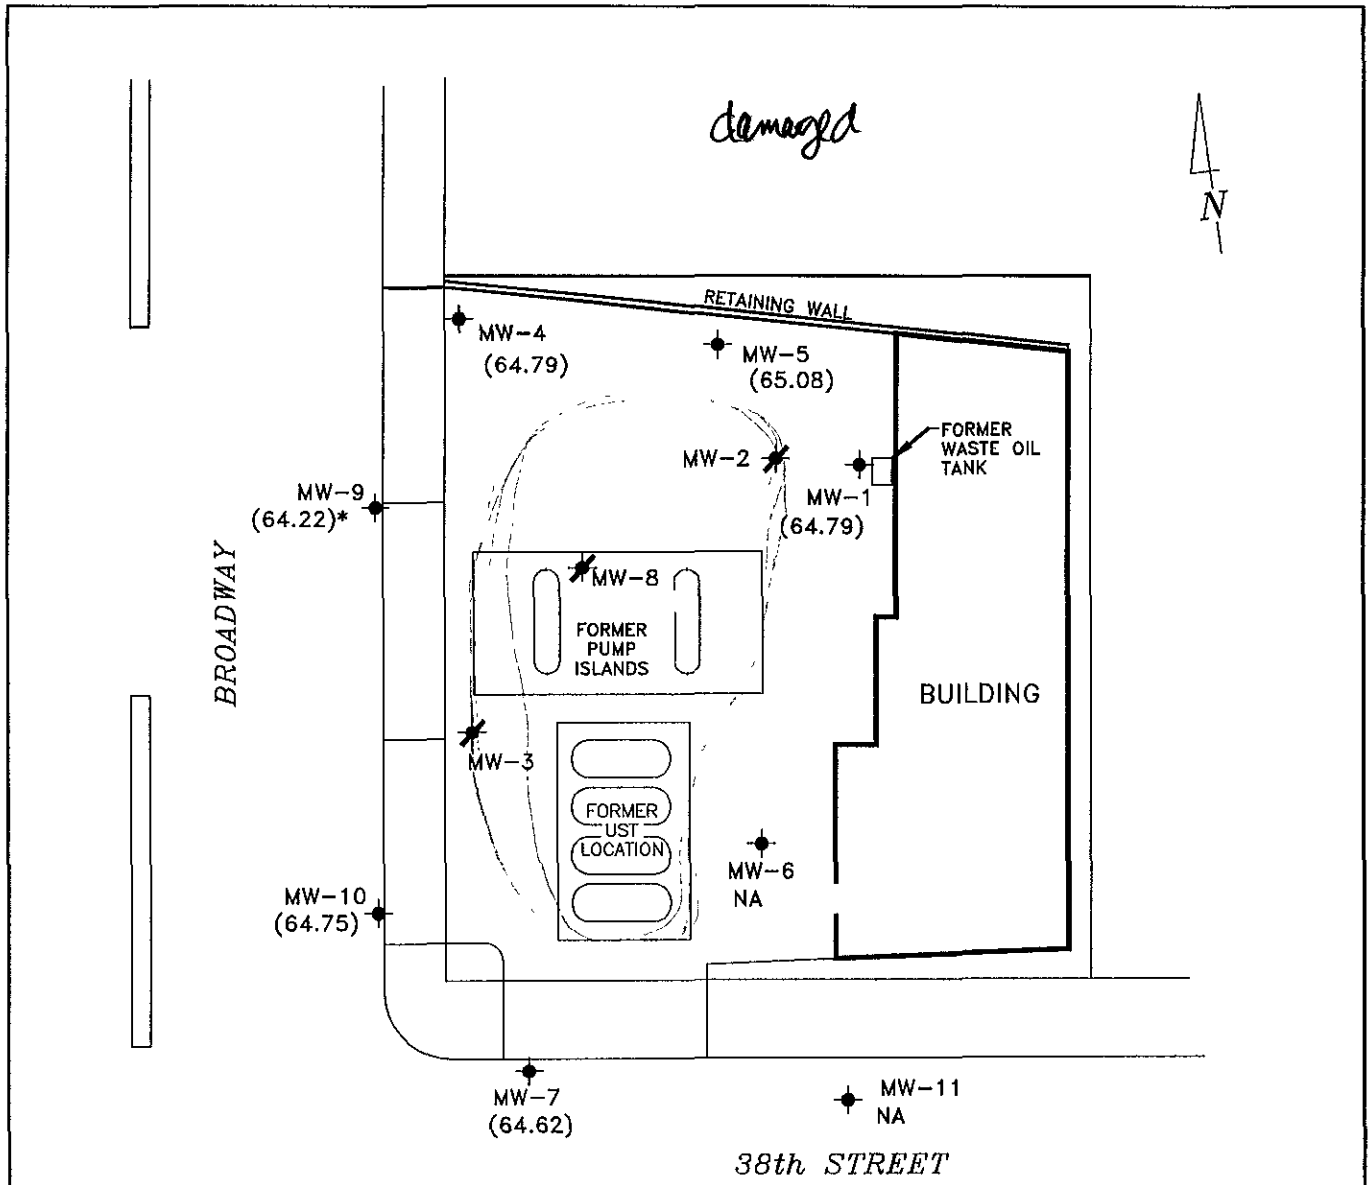 damaged
N
RETAINING WALL
MW-4
(64.79)
MW-5
(65.08)
FORMER
WASTE OIL
TANK
MW-2
MW-1
(64.79)
MW-9
(64.22)*
BROADWAY
MW-8
FORMER
PUMP
ISLANDS
BUILDING
MW-3
FORMER
UST
LOCATION
MW-6
NA
MW-10
(64.75)
MW-7
(64.62)
MW-11
NA
38th STREET